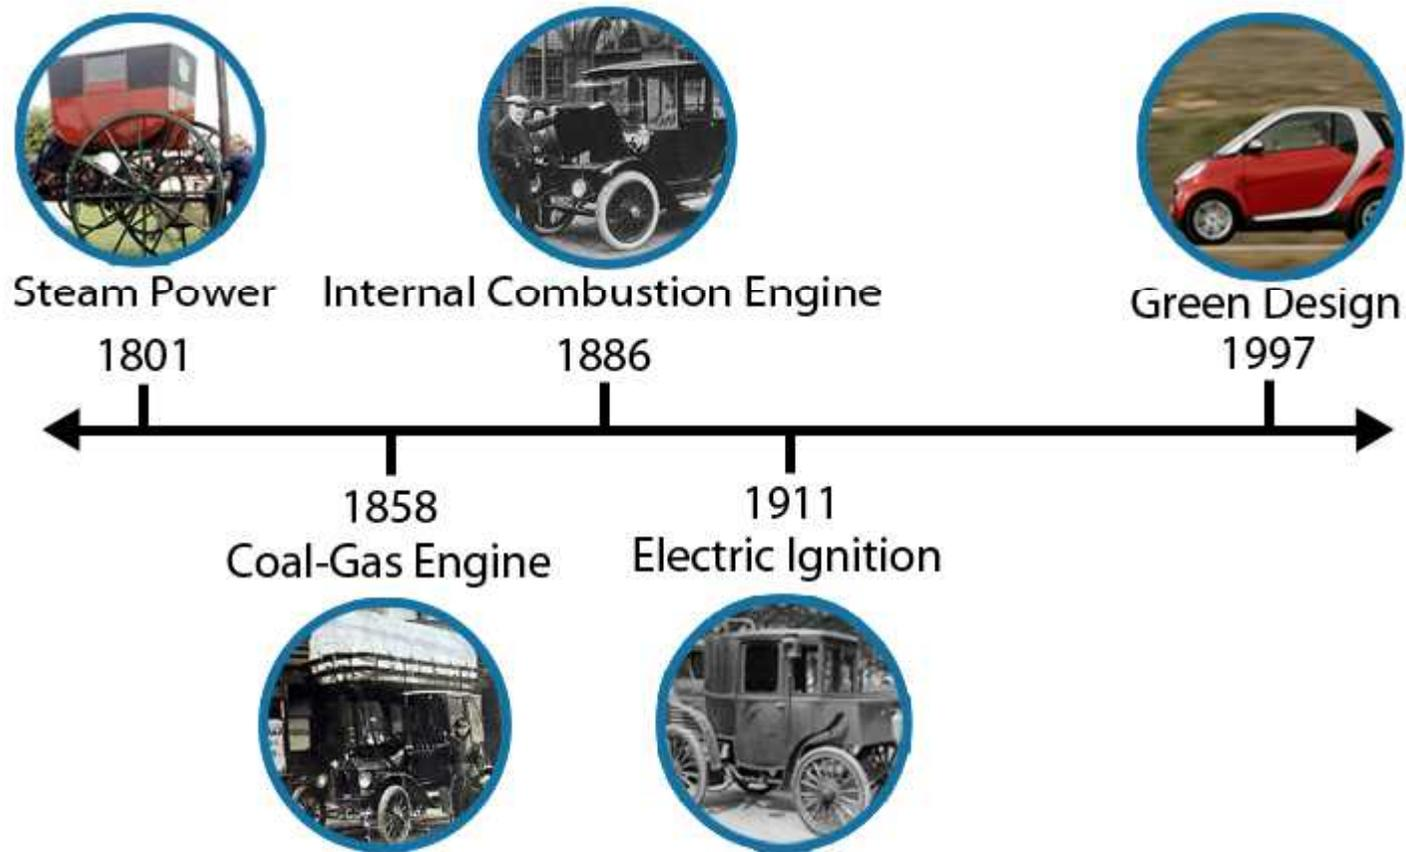 Steam Power
1801
Internal Combustion Engine
1886
Green Design
1997
1858
Coal-Gas Engine
1911
Electric Ignition